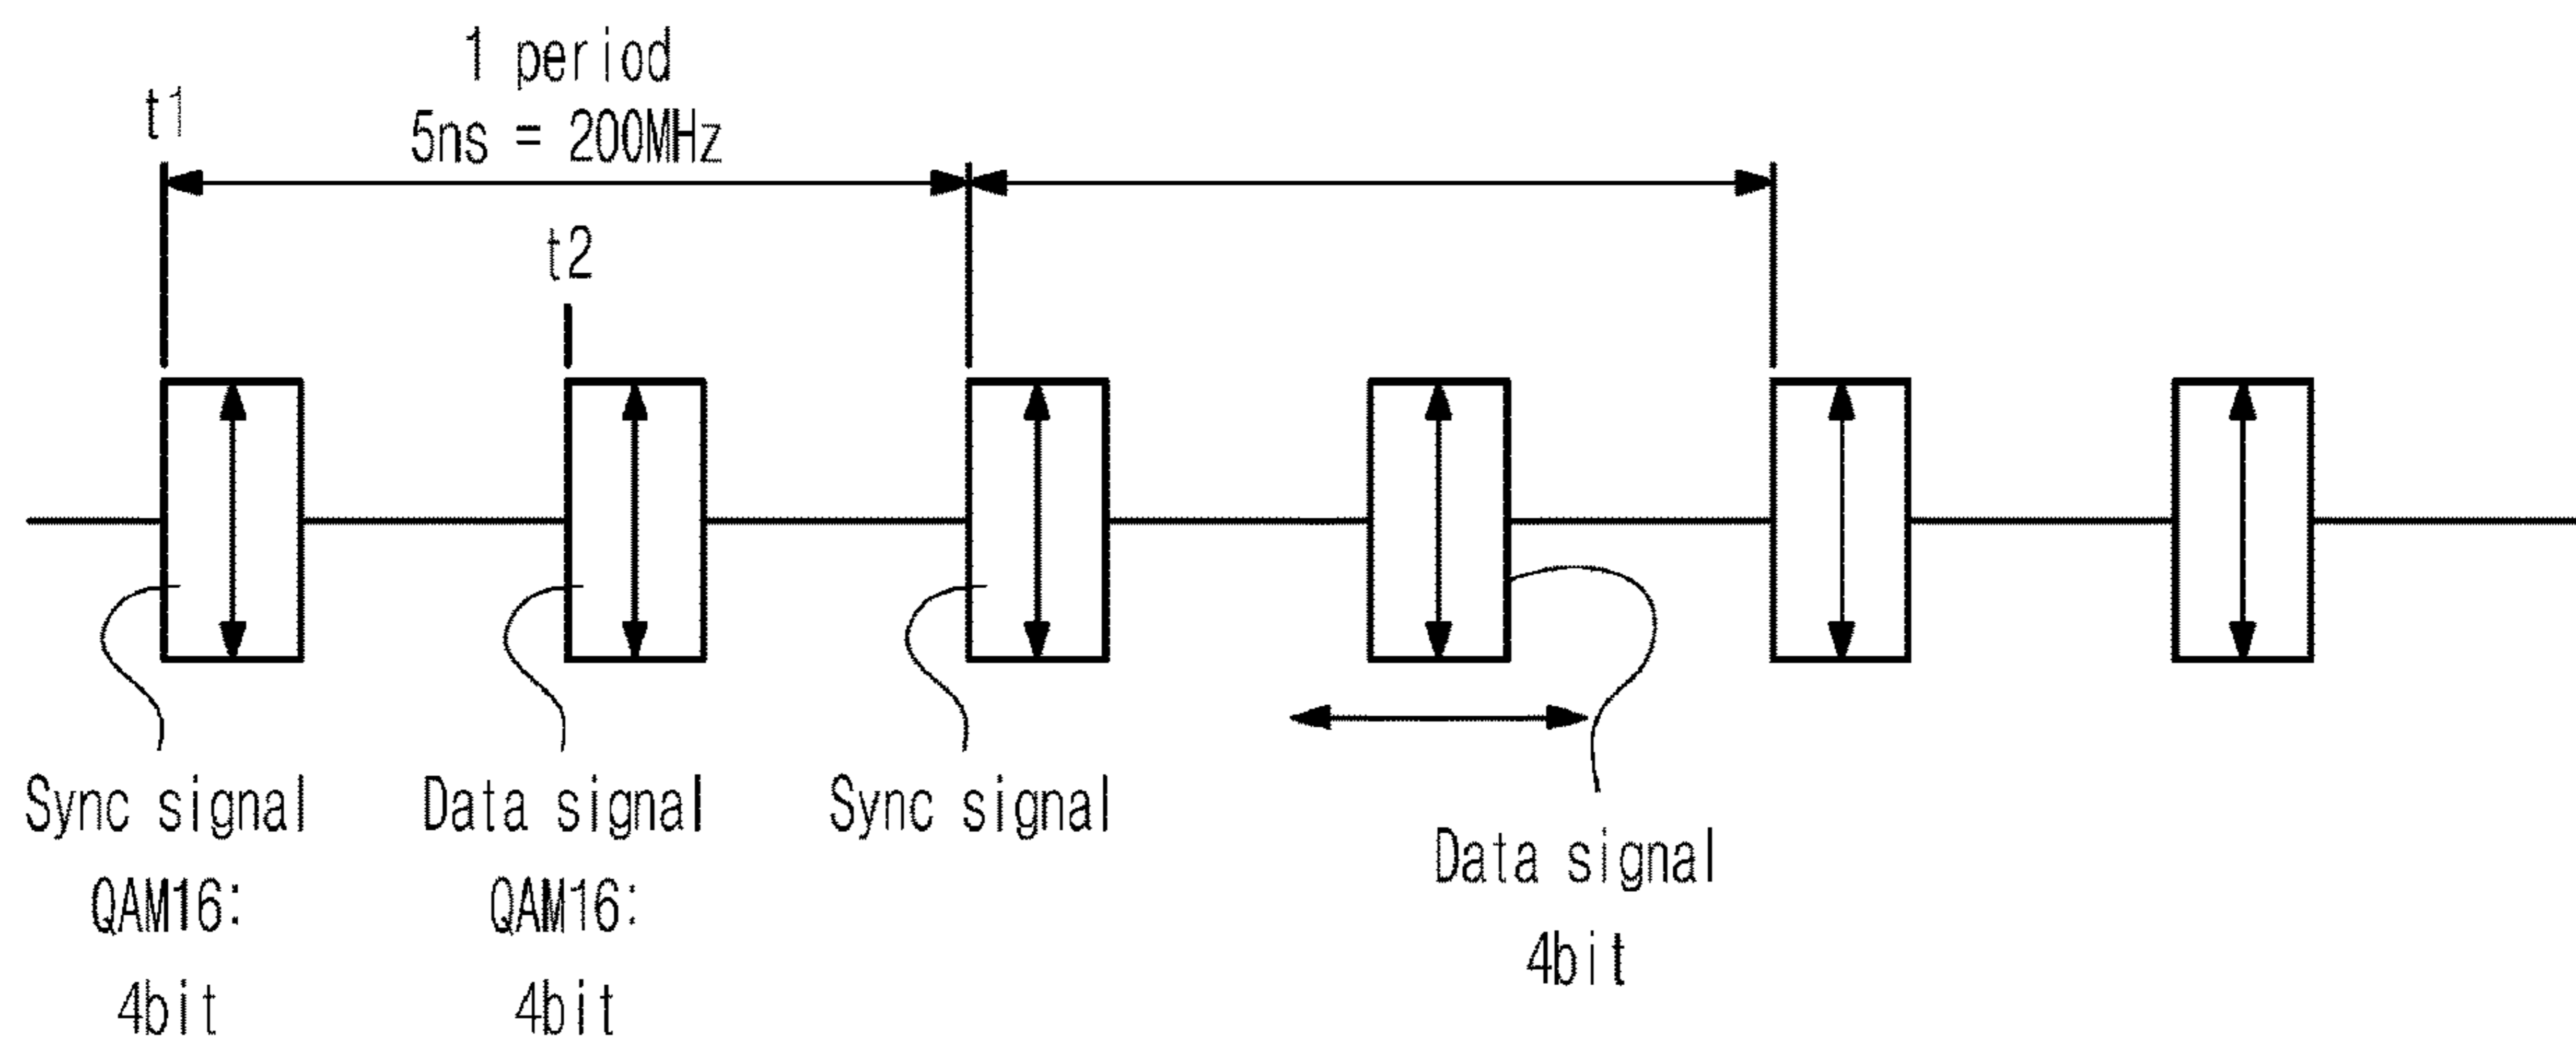 1 period
t1
5ns = 200MHz
t2
Sync signal
QAM16:
4bit
Data signal
QAM16:
4bit
Sync signal
Data signal
4bit